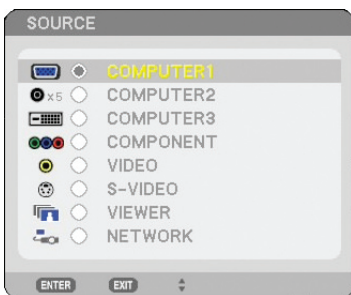 SOURCE
COMPUTER1
×5 COMPUTER2
COMPUTER3
COMPONENT
VIDEO
S-VIDEO
VIEWER
NETWORK
ENTER EXIT